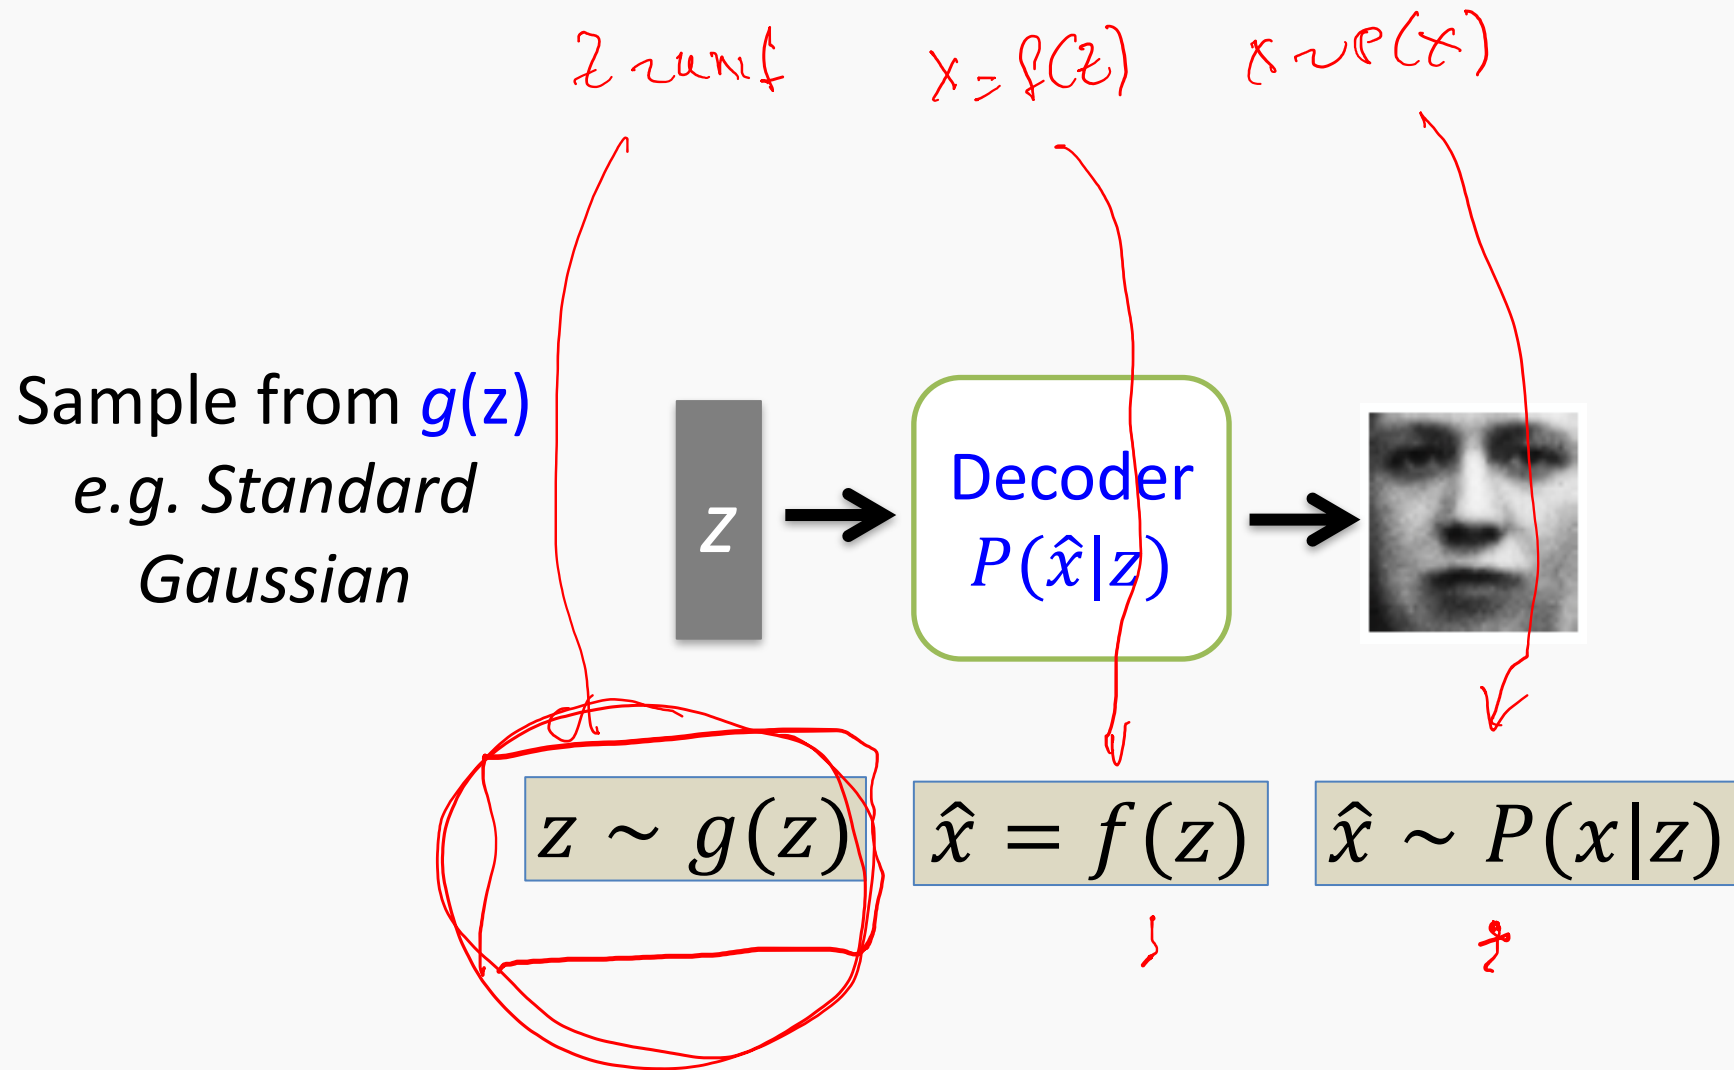 z ~ unif x = f(z) x ~ P(x)
Sample from g(z)
e.g. Standard
Gaussian
z
Decoder
P(x̂|z)
z ~ g(z) x̂ = f(z) x̂ ~ P(x|z)